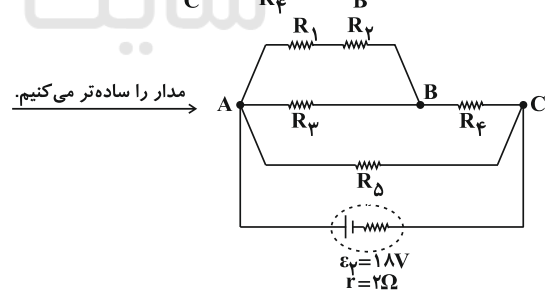 C R۴ B
R۱ R۲
مدار را ساده‌تر می‌کنیم.
A B C
R۳ R۴
R۵
ε۲=۱۸V
r=۲Ω